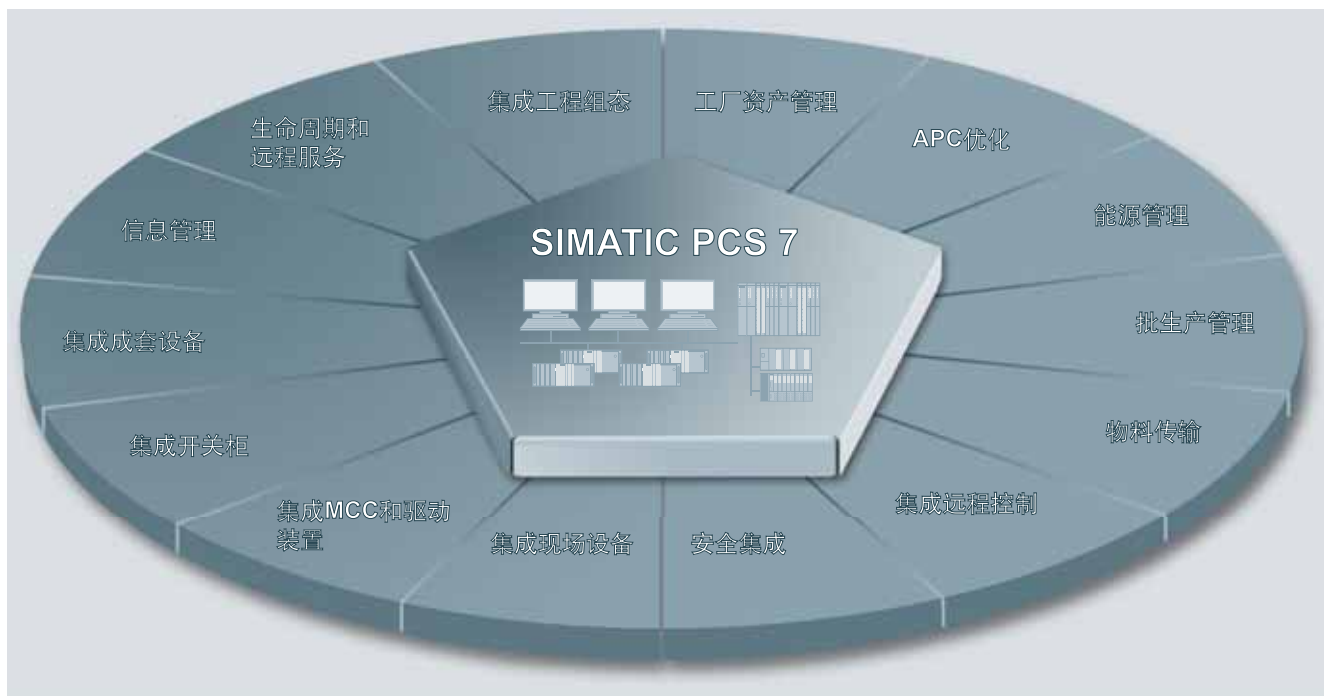 集成工程组态
工厂资产管理
生命周期和
远程服务
APC优化
信息管理
能源管理
SIMATIC PCS 7
集成成套设备
批生产管理
集成开关柜
物料传输
集成MCC和驱动
装置
集成远程控制
集成现场设备
安全集成